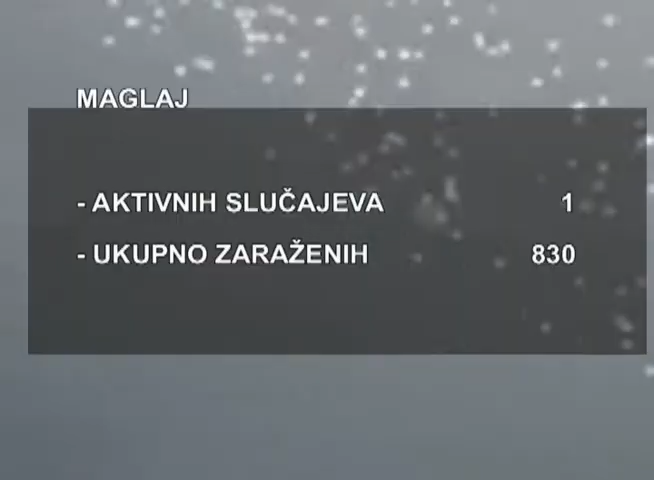 MAGLAJ
- AKTIVNIH SLUČAJEVA 1
- UKUPNO ZARAŽENIH 830